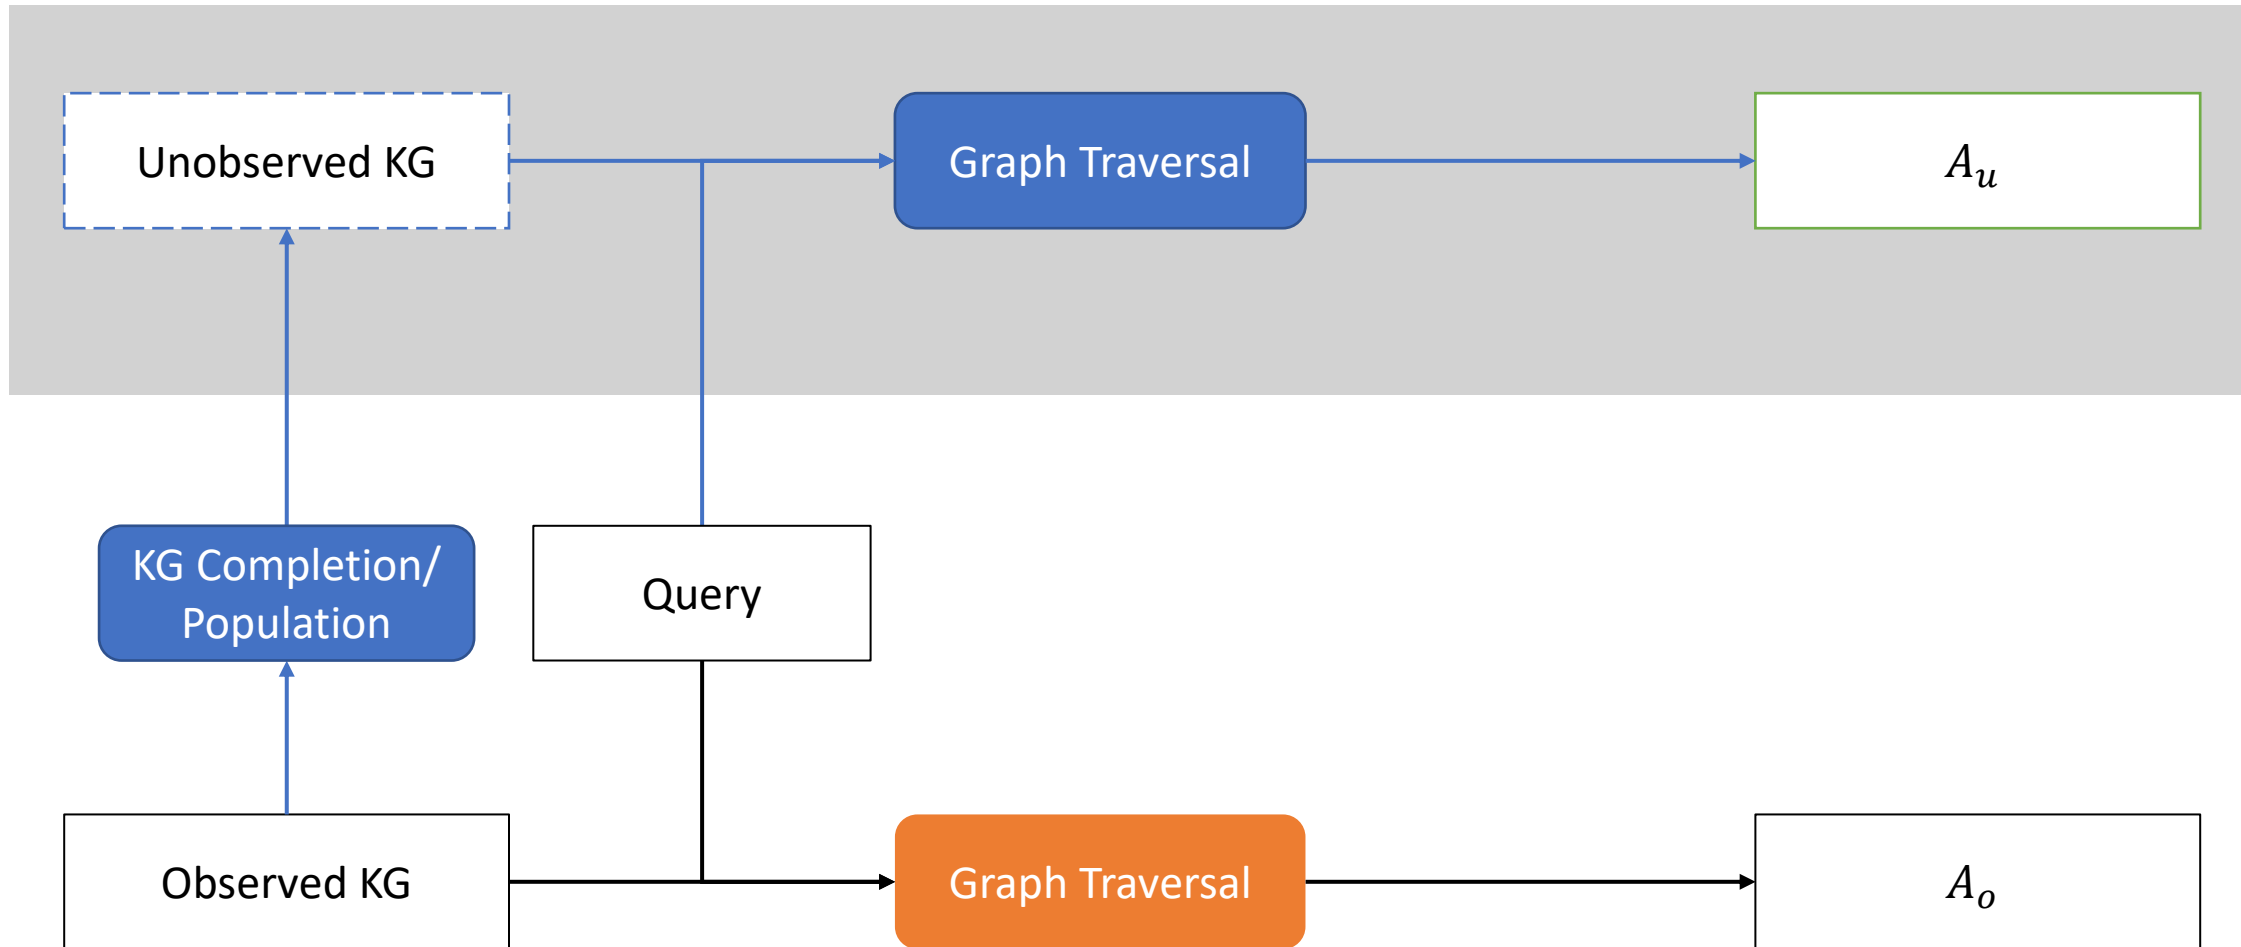 Unobserved KG
Graph Traversal
A_u
KG Completion/
Population
Query
Observed KG
Graph Traversal
A_o